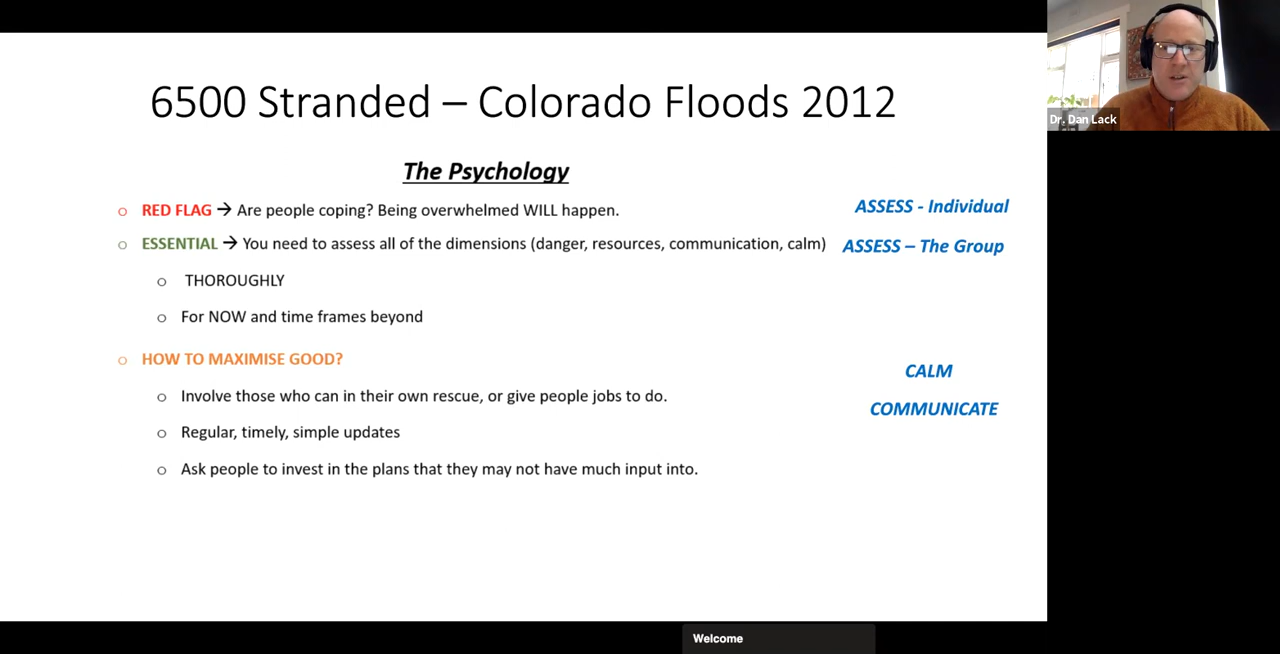 6500 Stranded – Colorado Floods 2012
Dr. Dan Lack
The Psychology
RED FLAG → Are people coping? Being overwhelmed WILL happen.
ASSESS - Individual
ESSENTIAL → You need to assess all of the dimensions (danger, resources, communication, calm)
ASSESS – The Group
THOROUGHLY
For NOW and time frames beyond
HOW TO MAXIMISE GOOD?
CALM
Involve those who can in their own rescue, or give people jobs to do.
COMMUNICATE
Regular, timely, simple updates
Ask people to invest in the plans that they may not have much input into.
Welcome